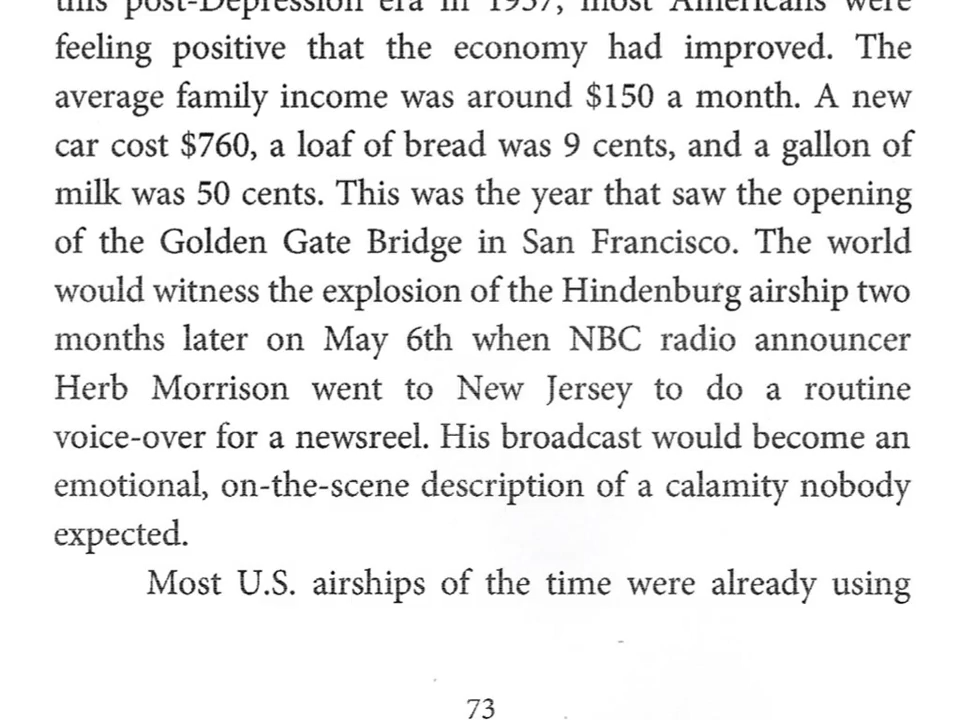 this post-Depression era in 1937, most Americans were
feeling positive that the economy had improved. The
average family income was around $150 a month. A new
car cost $760, a loaf of bread was 9 cents, and a gallon of
milk was 50 cents. This was the year that saw the opening
of the Golden Gate Bridge in San Francisco. The world
would witness the explosion of the Hindenburg airship two
months later on May 6th when NBC radio announcer
Herb Morrison went to New Jersey to do a routine
voice-over for a newsreel. His broadcast would become an
emotional, on-the-scene description of a calamity nobody
expected.
Most U.S. airships of the time were already using
73